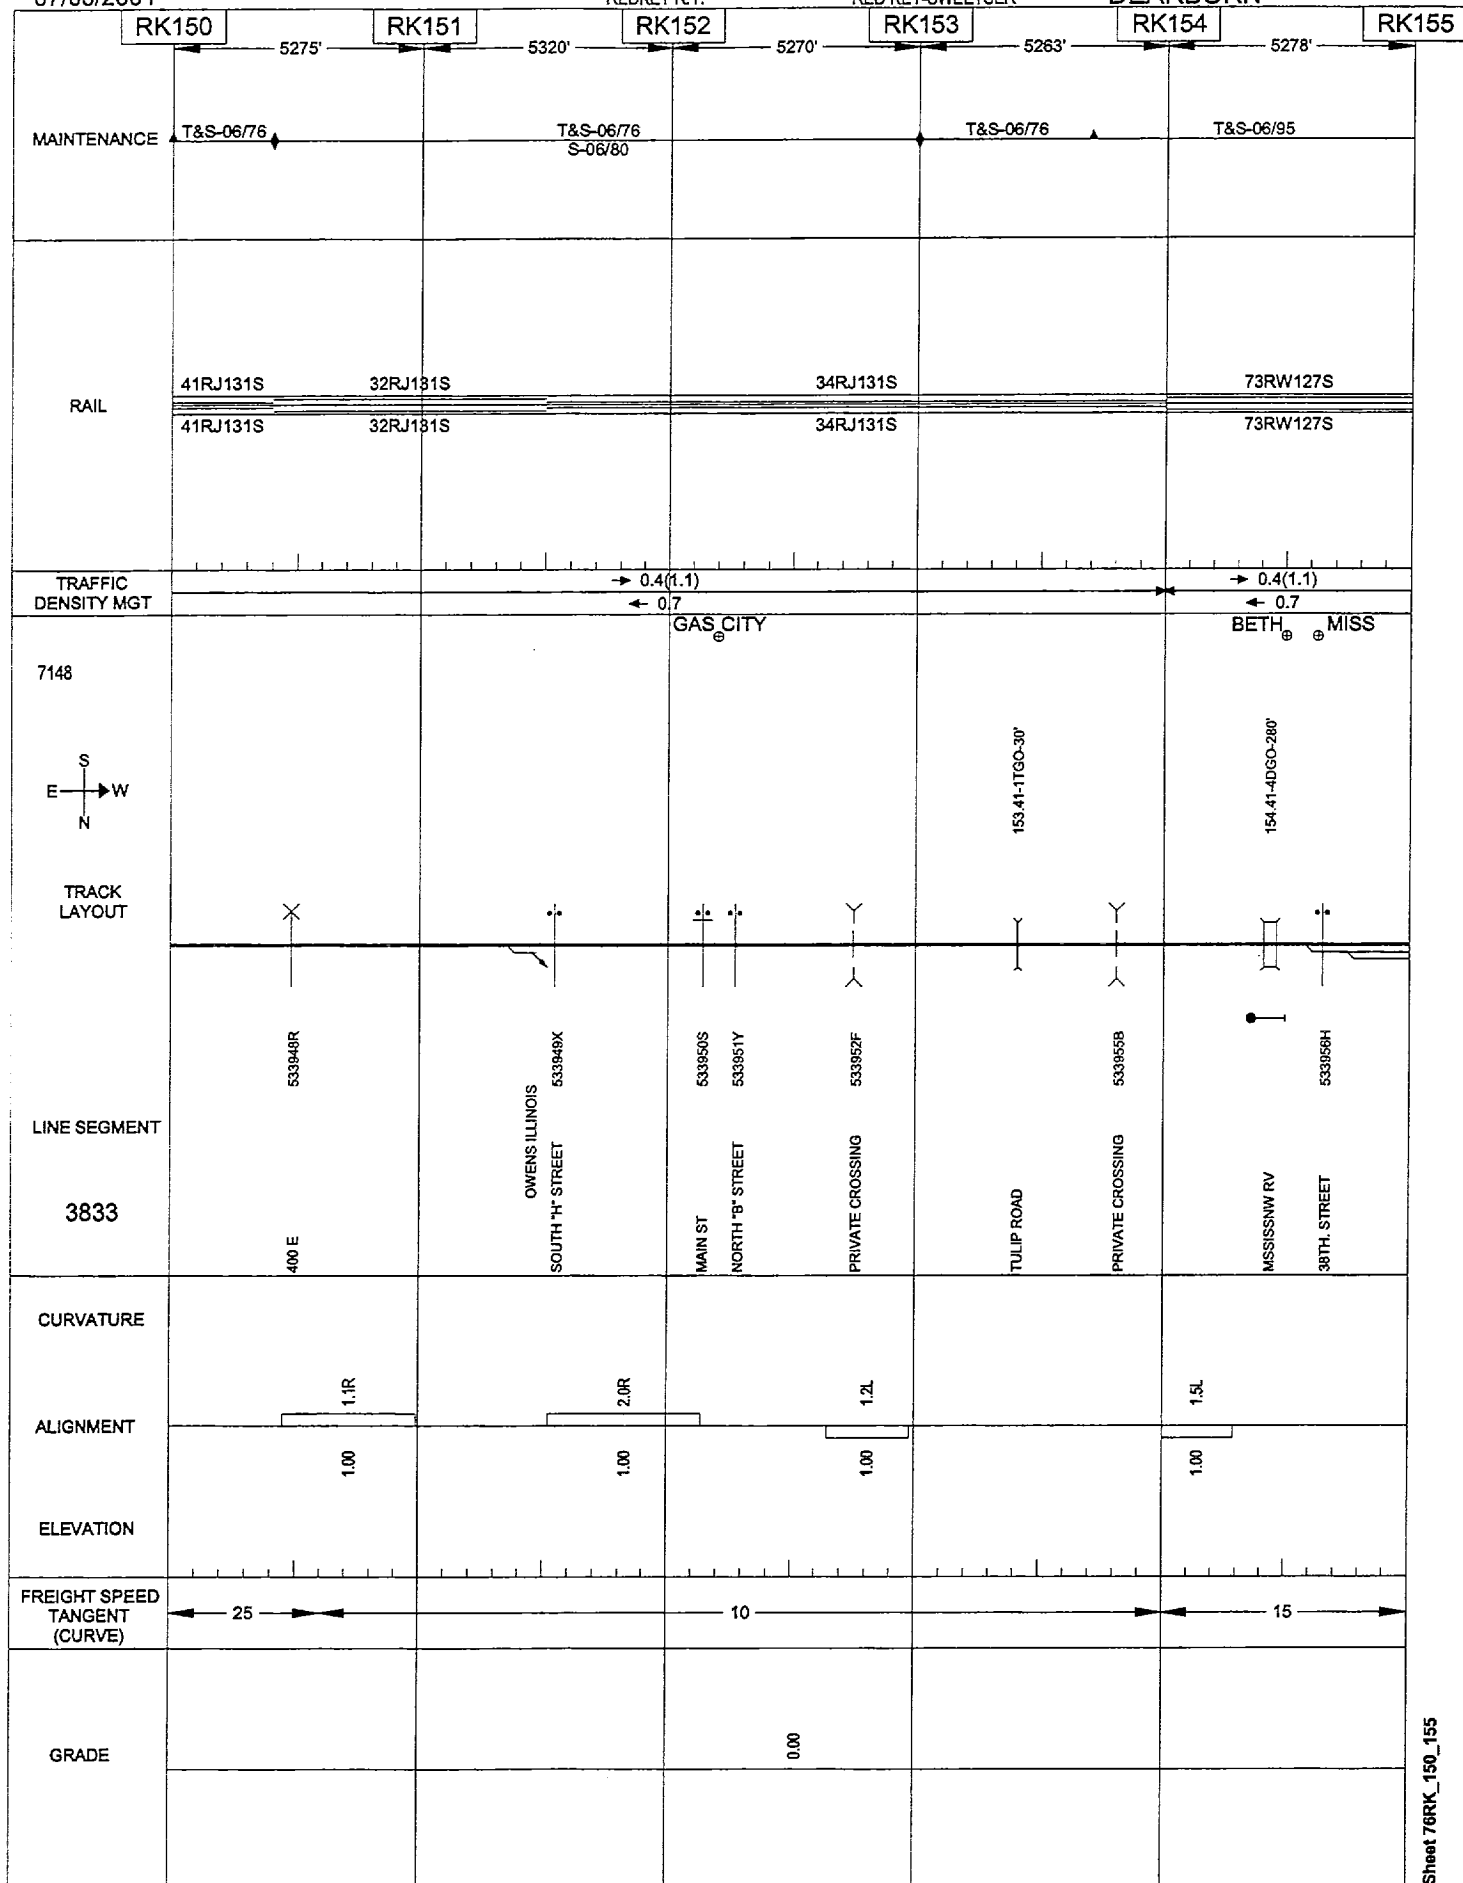 DEARBORN
RK150 RK151 RK152 RK153 RK154 RK155
5275' 5320' 5270' 5263' 5278'
MAINTENANCE T&S-06/76 T&S-06/76 T&S-06/76 T&S-06/95
S-06/80
41RJ131S 32RJ131S 34RJ131S 73RW127S
RAIL
41RJ131S 32RJ131S 34RJ131S 73RW127S
TRAFFIC
DENSITY MGT
→ 0.4(1.1) → 0.4(1.1)
← 0.7 ← 0.7
GAS CITY BETH MISS
7148
S
E W
N
153.41-1TGO-30'
154.41-4DGO-280'
TRACK
LAYOUT
533948R
533949X
533950S
533951Y
533952F
533955B
533956H
LINE SEGMENT
3833
400 E
OWENS ILLINOIS
SOUTH "H" STREET
MAIN ST
NORTH "B" STREET
PRIVATE CROSSING
TULIP ROAD
PRIVATE CROSSING
MSSISSNW RV
38TH. STREET
CURVATURE
1.1R 2.0R 1.2L 1.5L
ALIGNMENT
1.00 1.00 1.00 1.00
ELEVATION
FREIGHT SPEED
TANGENT
(CURVE)
25 10 15
GRADE
0.00
Sheet 76RK_150_155